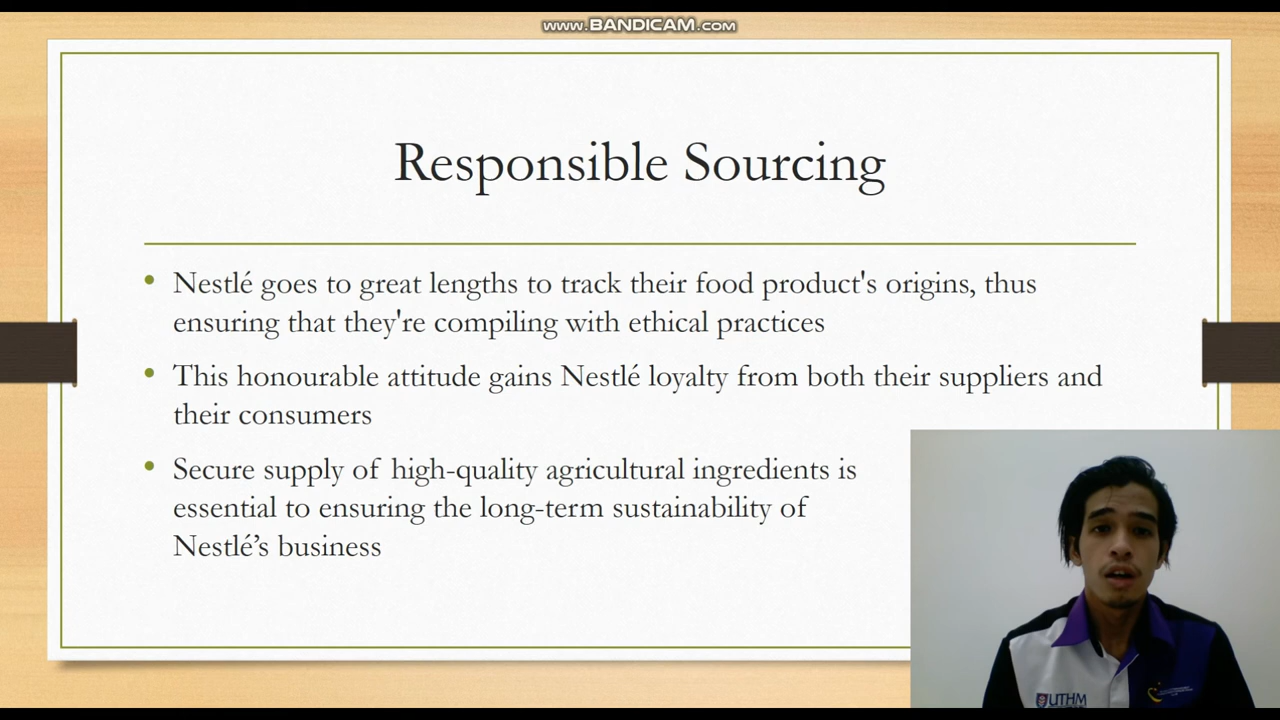 www.BANDICAM.com
Responsible Sourcing
• Nestlé goes to great lengths to track their food product's origins, thus
ensuring that they're compiling with ethical practices
• This honourable attitude gains Nestlé loyalty from both their suppliers and
their consumers
• Secure supply of high-quality agricultural ingredients is
essential to ensuring the long-term sustainability of
Nestlé’s business
UTHM